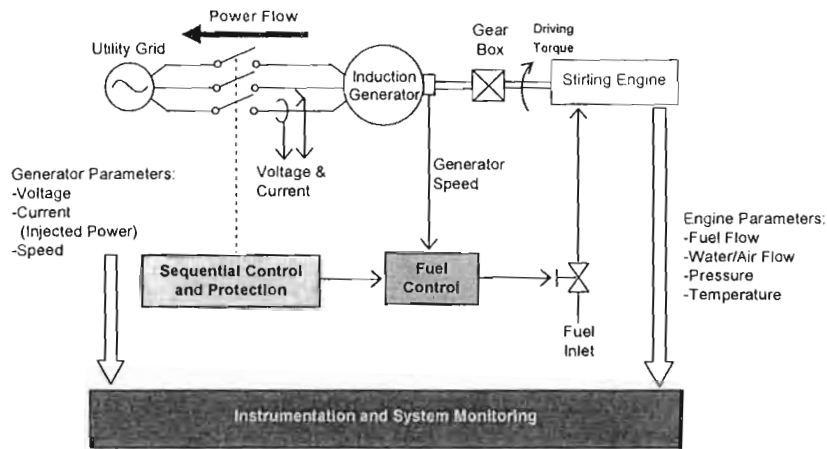 Power Flow
Utility Grid
Induction
Generator
Gear
Box
Driving
Torque
Stirling Engine
Voltage &
Current
Generator
Speed
Generator Parameters:
-Voltage
-Current
(Injected Power)
-Speed
Engine Parameters:
-Fuel Flow
-Water/Air Flow
-Pressure
-Temperature
Sequential Control
and Protection
Fuel
Control
Fuel
Inlet
Instrumentation and System Monitoring